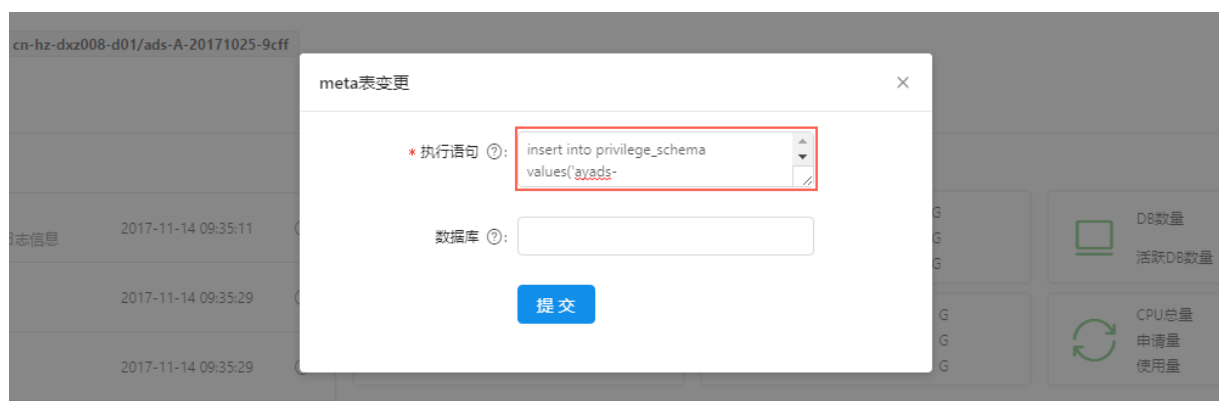 cn-hz-dxz008-d01/ads-A-20171025-9cff
meta表变更
* 执行语句 ?:
insert into privilege_schema
values('ayads-
数据库 ?:
提交
志信息
2017-11-14 09:35:11
2017-11-14 09:35:29
2017-11-14 09:35:29
G
G
G
G
G
G
DB数量
活跃DB数量
CPU总量
申请量
使用量